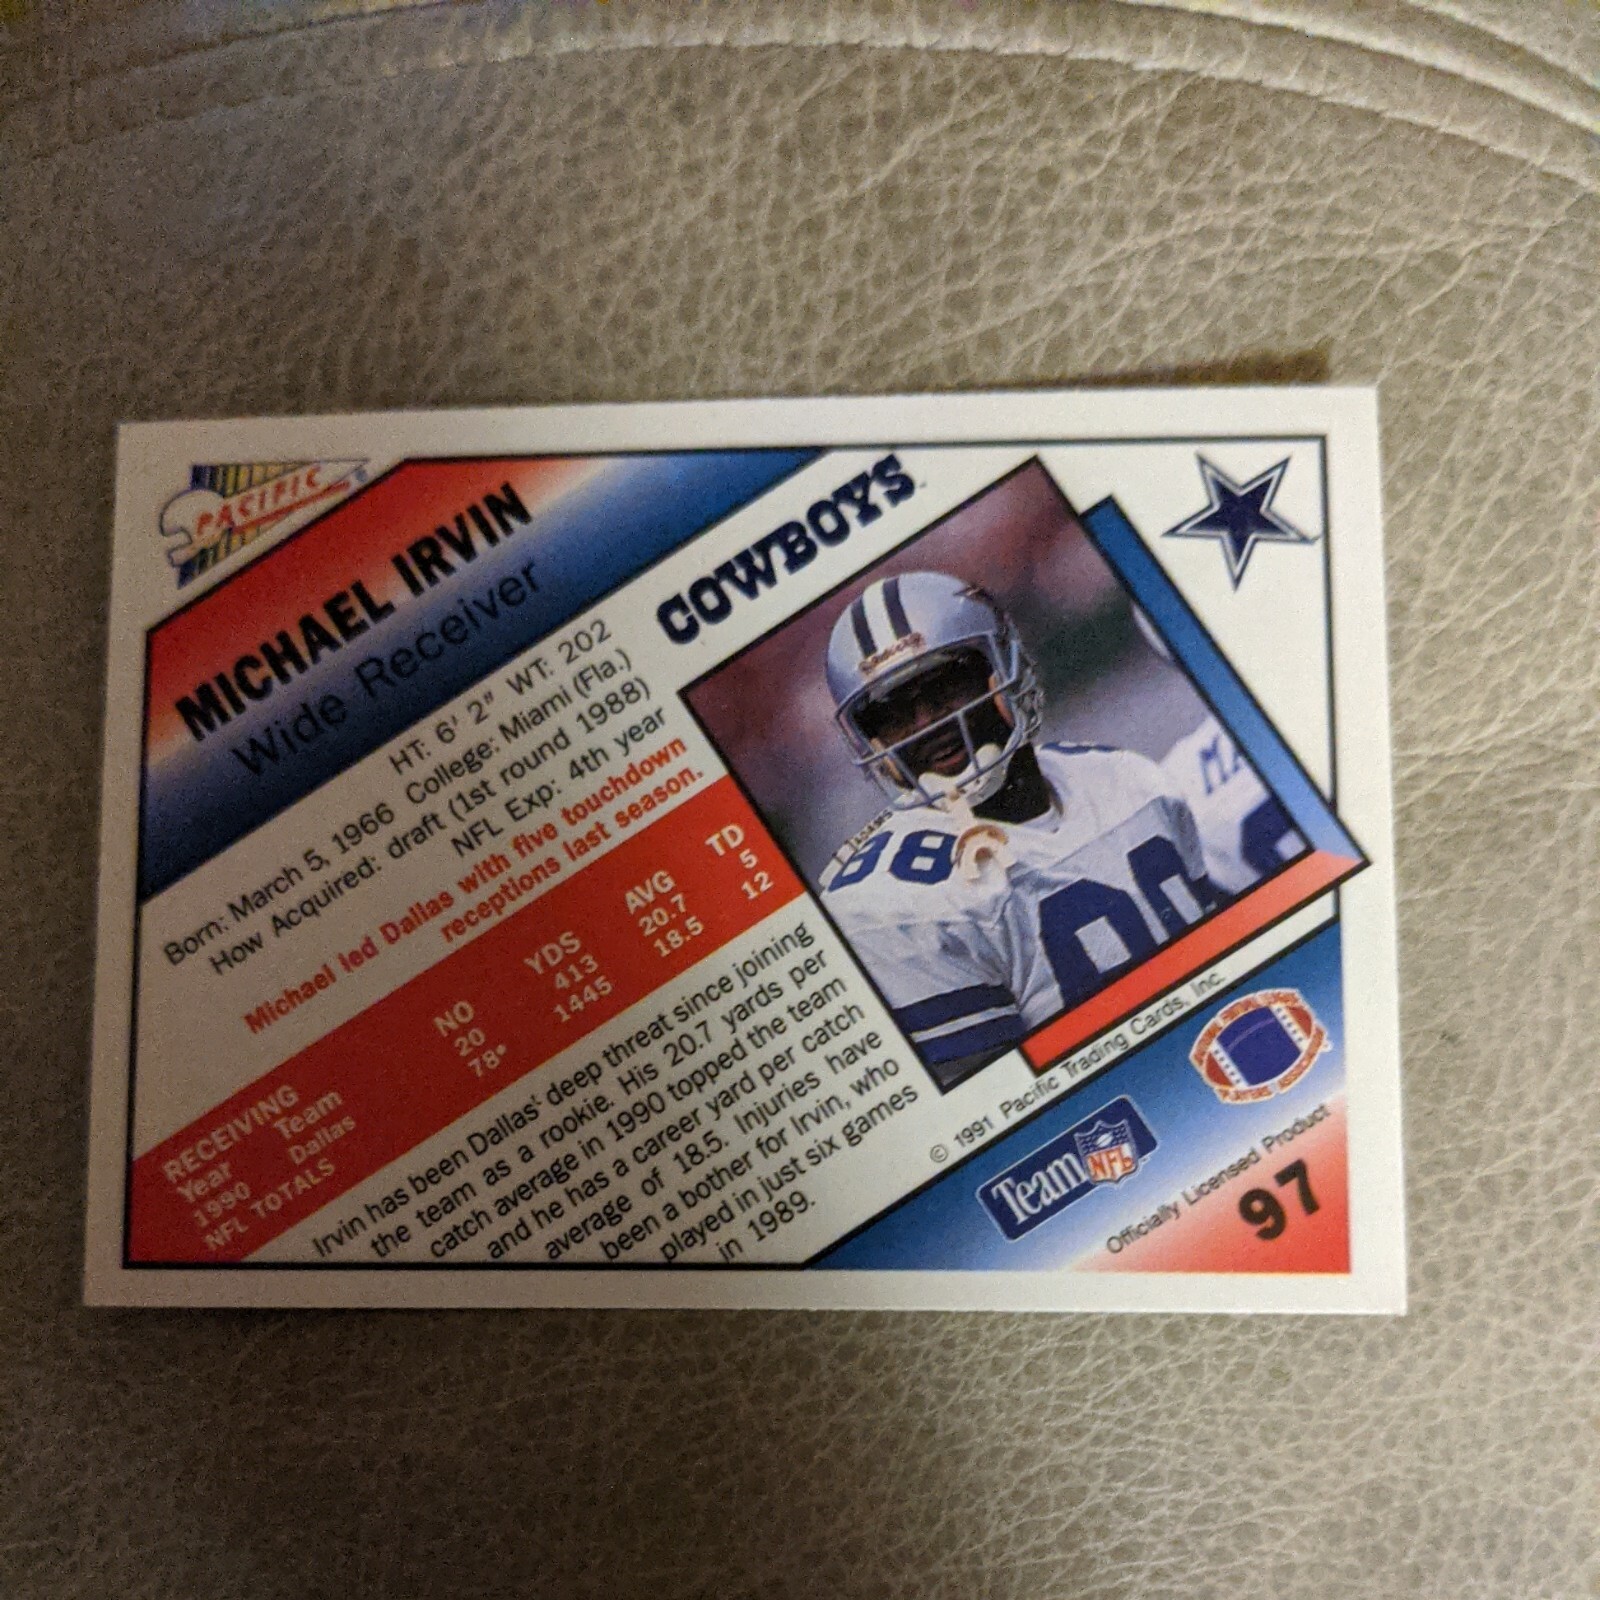 PACIFIC®
MICHAEL IRVIN
Wide Receiver
COWBOYS
HT: 6' 2" WT: 202
Born: March 5, 1966 College: Miami (Fla.)
How Acquired: draft (1st round 1988)
NFL Exp: 4th year
Michael led Dallas with five touchdown
receptions last season.
RECEIVING
Year Team NO YDS AVG TD
1990 Dallas 20 413 20.7 5
NFL TOTALS 78• 1445 18.5 12
Irvin has been Dallas' deep threat since joining
the team as a rookie. His 20.7 yards per
catch average in 1990 topped the team
and he has a career yard per catch
average of 18.5. Injuries have
been a bother for Irvin, who
played in just six games
in 1989.
88
© 1991 Pacific Trading Cards, Inc.
Team NFL
Officially Licensed Product
97